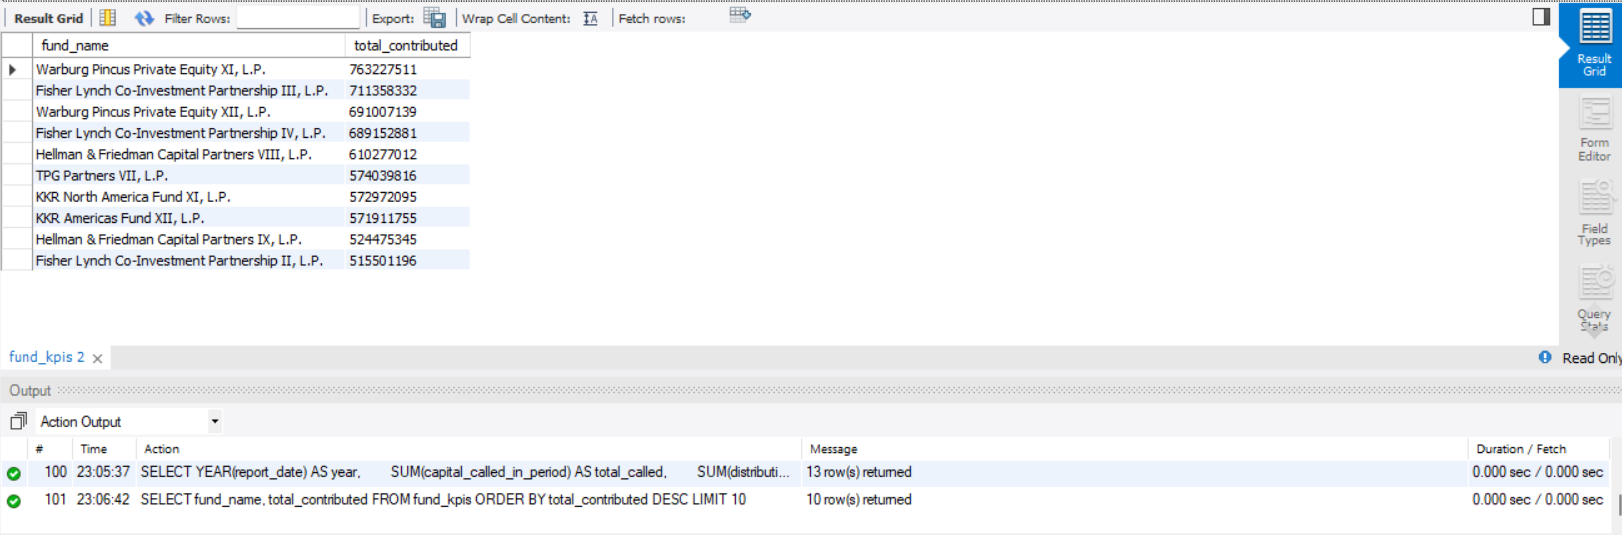 Result Grid Filter Rows: Export: Wrap Cell Content: Fetch rows:
fund_name total_contributed
Warburg Pincus Private Equity XI, L.P. 763227511
Fisher Lynch Co-Investment Partnership III, L.P. 711358332
Warburg Pincus Private Equity XII, L.P. 691007139
Fisher Lynch Co-Investment Partnership IV, L.P. 689152881
Hellman & Friedman Capital Partners VIII, L.P. 610277012
TPG Partners VII, L.P. 574039816
KKR North America Fund XI, L.P. 572972095
KKR Americas Fund XII, L.P. 571911755
Hellman & Friedman Capital Partners IX, L.P. 524475345
Fisher Lynch Co-Investment Partnership II, L.P. 515501196
Result
Grid
Form
Editor
Field
Types
Query
Stats
fund_kpis 2 Read Only
Output
Action Output
# Time Action Message Duration / Fetch
100 23:05:37 SELECT YEAR(report_date) AS year, SUM(capital_called_in_period) AS total_called, SUM(distributi... 13 row(s) returned 0.000 sec / 0.000 sec
101 23:06:42 SELECT fund_name, total_contributed FROM fund_kpis ORDER BY total_contributed DESC LIMIT 10 10 row(s) returned 0.000 sec / 0.000 sec